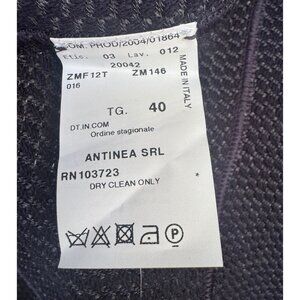 COM. PROD/2004/01864
Etic. 03 Lav. 012
20042
ZMF12T ZM146
016
MADE IN ITALY
TG. 40
DT.IN.COM
Ordine stagionale
ANTINEA SRL
RN103723
DRY CLEAN ONLY
P